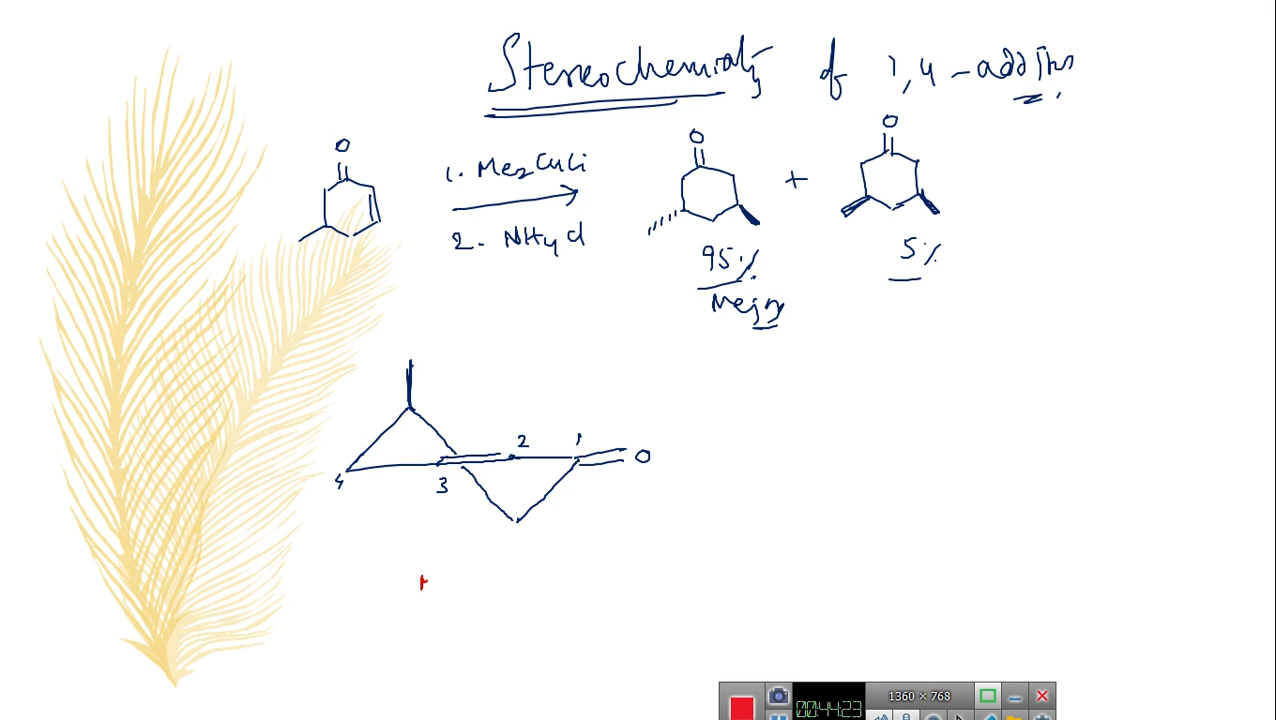 Stereochemistry of 1,4-addition
O
O
O
1. Me2CuLi
+
2. NH4Cl
95%
5%
Major
2
1
O
4
3
1360 × 768
00:44:23